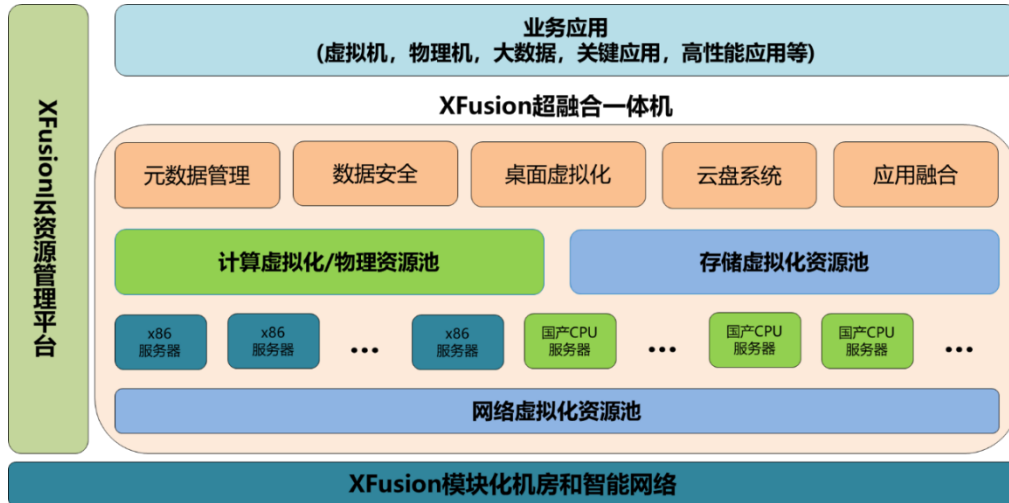 业务应用
(虚拟机，物理机，大数据，关键应用，高性能应用等)
XFusion云资源管理平台
XFusion超融合一体机
元数据管理
数据安全
桌面虚拟化
云盘系统
应用融合
计算虚拟化/物理资源池
存储虚拟化资源池
x86
服务器
x86
服务器
...
x86
服务器
国产CPU
服务器
...
国产CPU
服务器
国产CPU
服务器
...
网络虚拟化资源池
XFusion模块化机房和智能网络